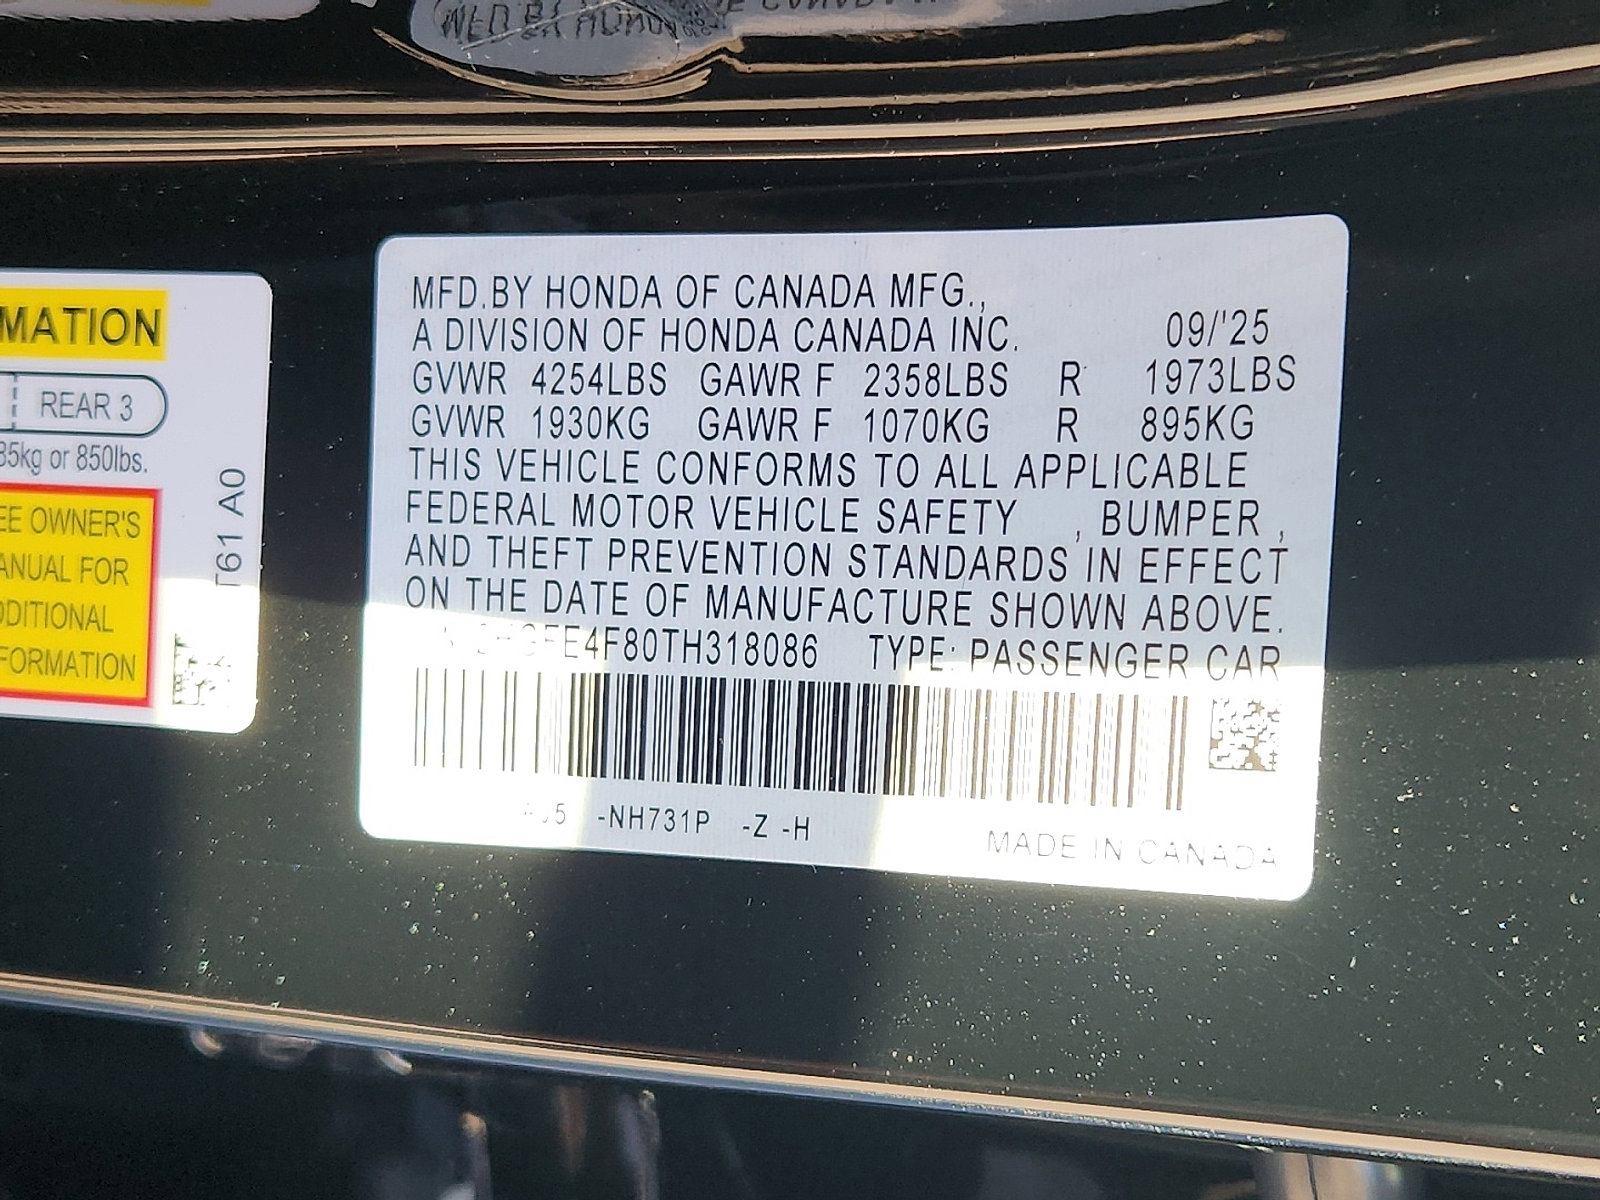 MATION
REAR 3
85kg or 850lbs.
EE OWNER'S
ANUAL FOR
DDITIONAL
FORMATION
T61 A0
MFD.BY HONDA OF CANADA MFG.,
A DIVISION OF HONDA CANADA INC. 09/'25
GVWR 4254LBS GAWR F 2358LBS R 1973LBS
GVWR 1930KG GAWR F 1070KG R 895KG
THIS VEHICLE CONFORMS TO ALL APPLICABLE
FEDERAL MOTOR VEHICLE SAFETY , BUMPER ,
AND THEFT PREVENTION STANDARDS IN EFFECT
ON THE DATE OF MANUFACTURE SHOWN ABOVE.
TYPE: PASSENGER CAR
-NH731P -Z -H
MADE IN CANADA